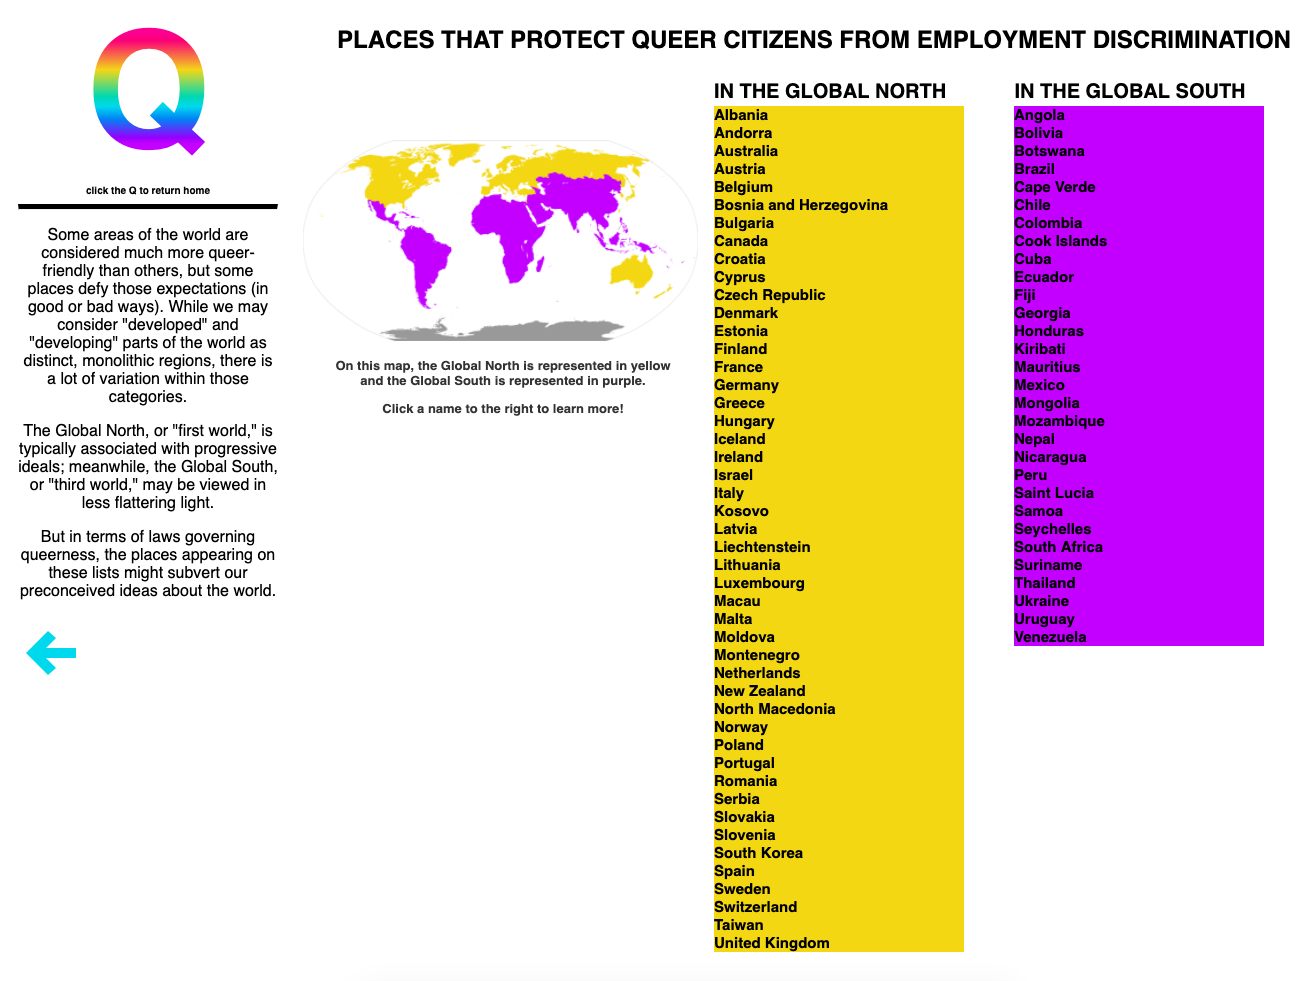 Q
click the Q to return home
Some areas of the world are
considered much more queer-
friendly than others, but some
places defy those expectations (in
good or bad ways). While we may
consider "developed" and
"developing" parts of the world as
distinct, monolithic regions, there is
a lot of variation within those
categories.
The Global North, or "first world," is
typically associated with progressive
ideals; meanwhile, the Global South,
or "third world," may be viewed in
less flattering light.
But in terms of laws governing
queerness, the places appearing on
these lists might subvert our
preconceived ideas about the world.
PLACES THAT PROTECT QUEER CITIZENS FROM EMPLOYMENT DISCRIMINATION
On this map, the Global North is represented in yellow
and the Global South is represented in purple.
Click a name to the right to learn more!
IN THE GLOBAL NORTH
Albania
Andorra
Australia
Austria
Belgium
Bosnia and Herzegovina
Bulgaria
Canada
Croatia
Cyprus
Czech Republic
Denmark
Estonia
Finland
France
Germany
Greece
Hungary
Iceland
Ireland
Israel
Italy
Kosovo
Latvia
Liechtenstein
Lithuania
Luxembourg
Macau
Malta
Moldova
Montenegro
Netherlands
New Zealand
North Macedonia
Norway
Poland
Portugal
Romania
Serbia
Slovakia
Slovenia
South Korea
Spain
Sweden
Switzerland
Taiwan
United Kingdom
IN THE GLOBAL SOUTH
Angola
Bolivia
Botswana
Brazil
Cape Verde
Chile
Colombia
Cook Islands
Cuba
Ecuador
Fiji
Georgia
Honduras
Kiribati
Mauritius
Mexico
Mongolia
Mozambique
Nepal
Nicaragua
Peru
Saint Lucia
Samoa
Seychelles
South Africa
Suriname
Thailand
Ukraine
Uruguay
Venezuela